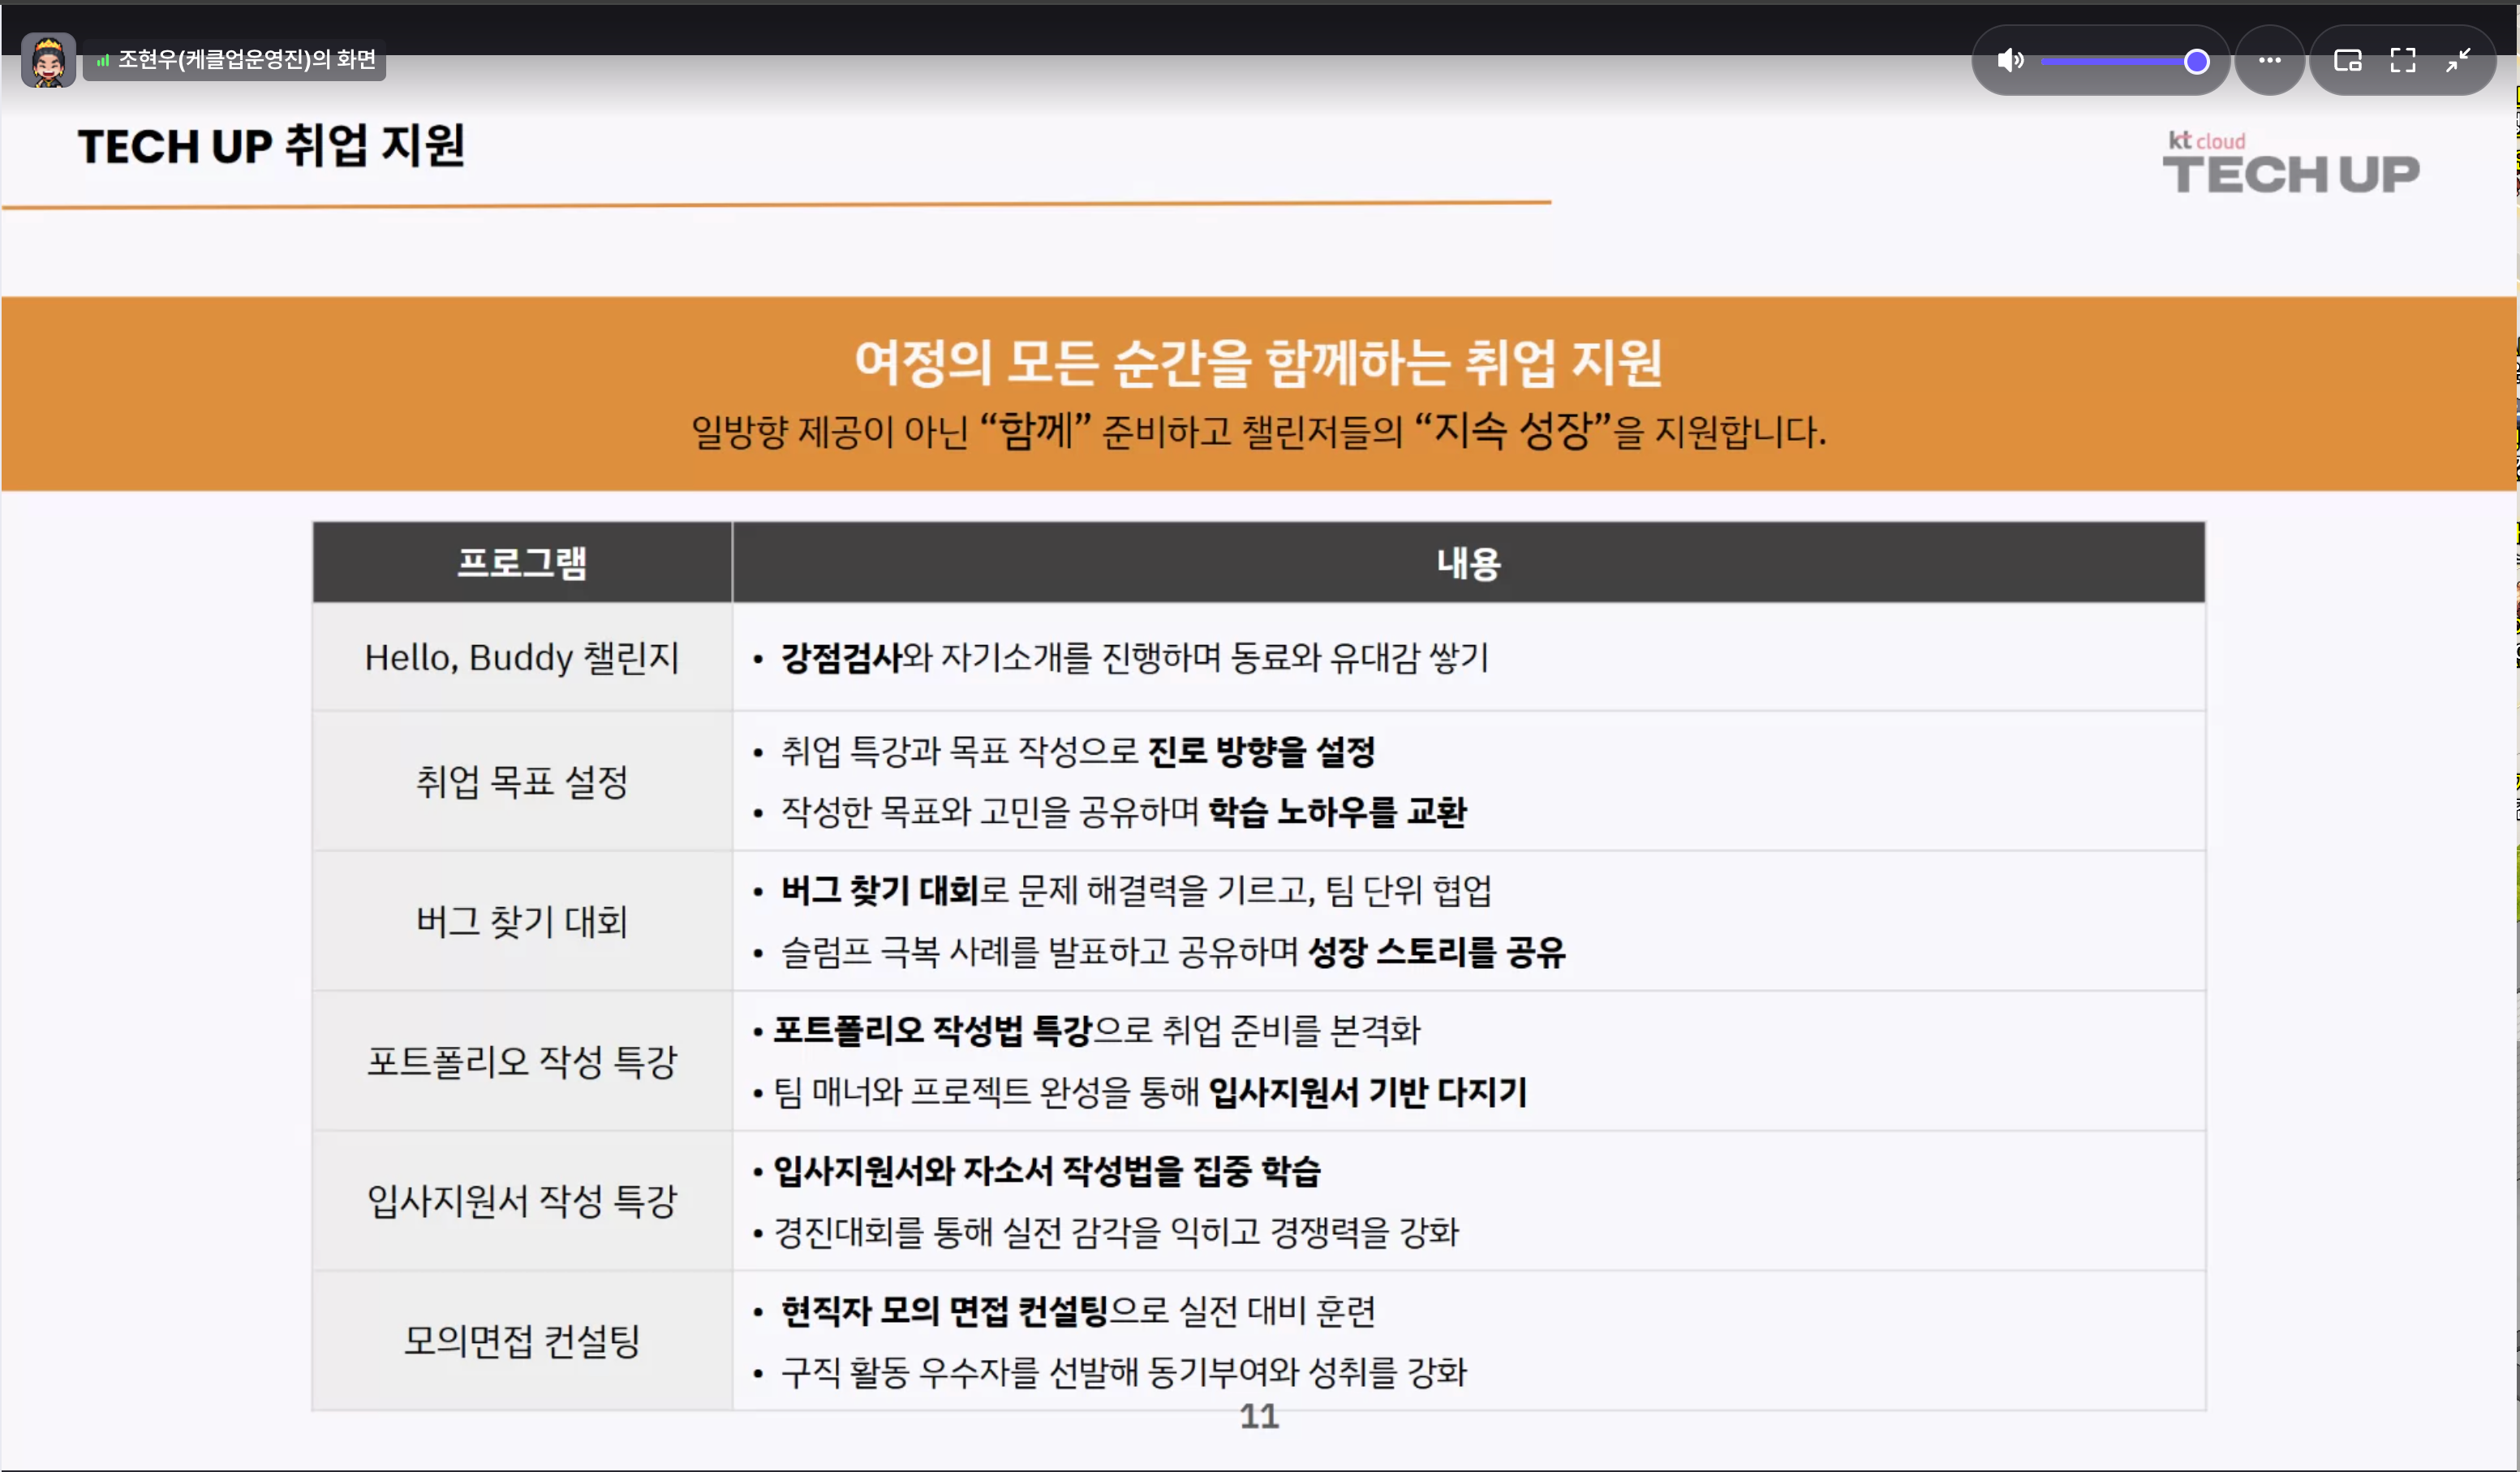 조현우(케클업운영진)의 화면
TECH UP 취업 지원
kt cloud
TECH UP
여정의 모든 순간을 함께하는 취업 지원
일방향 제공이 아닌 “함께” 준비하고 챌린저들의 “지속 성장”을 지원합니다.
프로그램
내용
Hello, Buddy 챌린지
• 강점검사와 자기소개를 진행하며 동료와 유대감 쌓기
취업 목표 설정
• 취업 특강과 목표 작성으로 진로 방향을 설정
• 작성한 목표와 고민을 공유하며 학습 노하우를 교환
버그 찾기 대회
• 버그 찾기 대회로 문제 해결력을 기르고, 팀 단위 협업
• 슬럼프 극복 사례를 발표하고 공유하며 성장 스토리를 공유
포트폴리오 작성 특강
• 포트폴리오 작성법 특강으로 취업 준비를 본격화
• 팀 매너와 프로젝트 완성을 통해 입사지원서 기반 다지기
입사지원서 작성 특강
• 입사지원서와 자소서 작성법을 집중 학습
• 경진대회를 통해 실전 감각을 익히고 경쟁력을 강화
모의면접 컨설팅
• 현직자 모의 면접 컨설팅으로 실전 대비 훈련
• 구직 활동 우수자를 선발해 동기부여와 성취를 강화
11